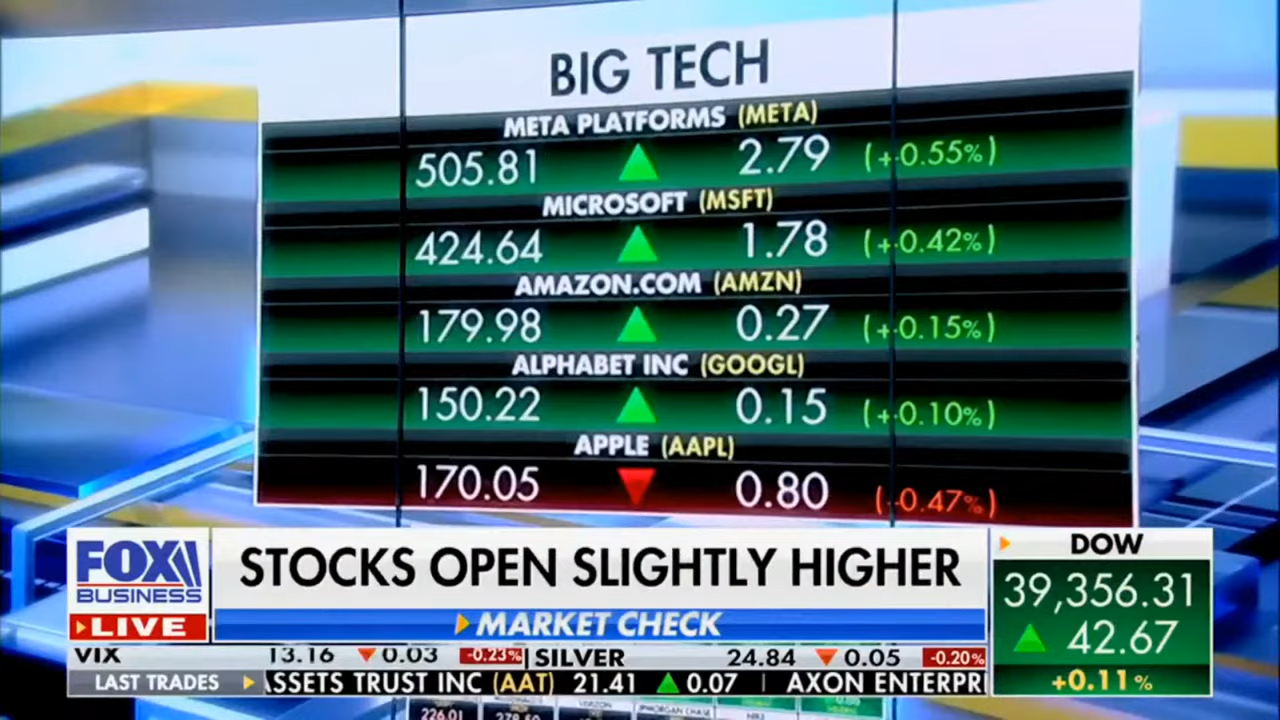 BIG TECH
META PLATFORMS (META)
505.81 ▲ 2.79 (+0.55%)
MICROSOFT (MSFT)
424.64 ▲ 1.78 (+0.42%)
AMAZON.COM (AMZN)
179.98 ▲ 0.27 (+0.15%)
ALPHABET INC (GOOGL)
150.22 ▲ 0.15 (+0.10%)
APPLE (AAPL)
170.05 ▼ 0.80 (-0.47%)
FOX
BUSINESS
LIVE
STOCKS OPEN SLIGHTLY HIGHER
MARKET CHECK
DOW
39,356.31
▲ 42.67
+0.11%
VIX 13.16 ▼ 0.03 -0.23% SILVER 24.84 ▼ 0.05 -0.20%
LAST TRADES ASSETS TRUST INC (AAT) 21.41 ▲ 0.07 | AXON ENTERPR
226.01